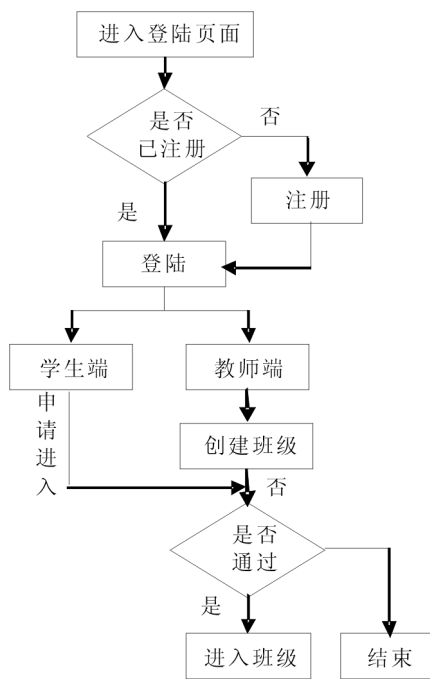 进入登陆页面
是否
已注册
否
注册
是
登陆
学生端
教师端
申
请
进
入
创建班级
否
是否
通过
是
进入班级
结束